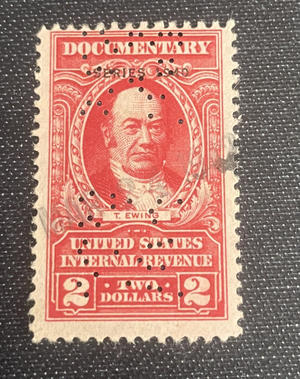 DOCUMENTARY
SERIES 1940
T. EWING
UNITED STATES
INTERNAL REVENUE
2 TWO 2
DOLLARS